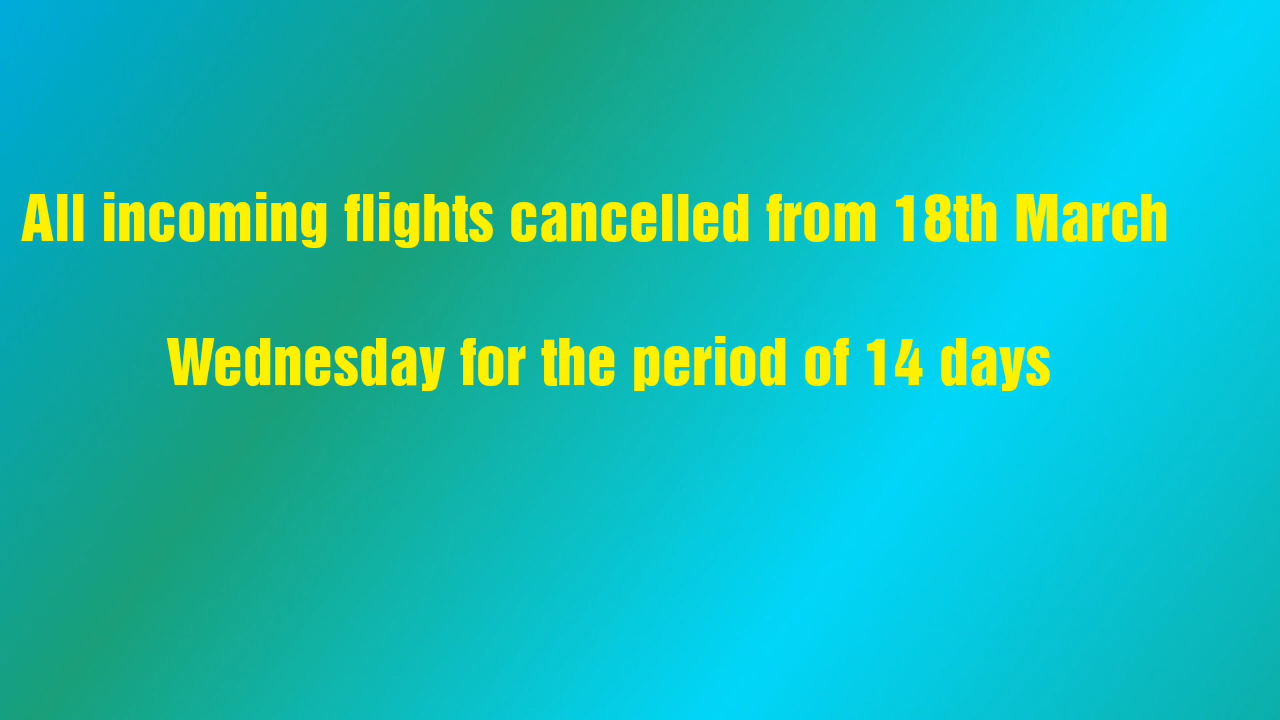 All incoming flights cancelled from 18th March
Wednesday for the period of 14 days